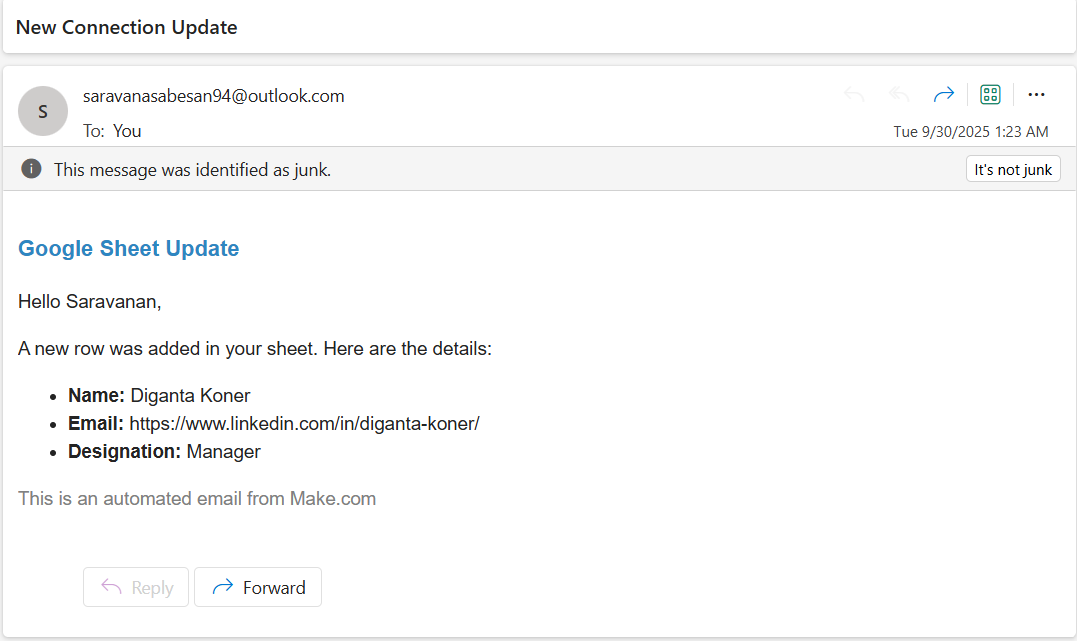 New Connection Update
S
saravanasabesan94@outlook.com
To: You
Tue 9/30/2025 1:23 AM
This message was identified as junk.
It's not junk
Google Sheet Update
Hello Saravanan,
A new row was added in your sheet. Here are the details:
• Name: Diganta Koner
• Email: https://www.linkedin.com/in/diganta-koner/
• Designation: Manager
This is an automated email from Make.com
Reply
Forward